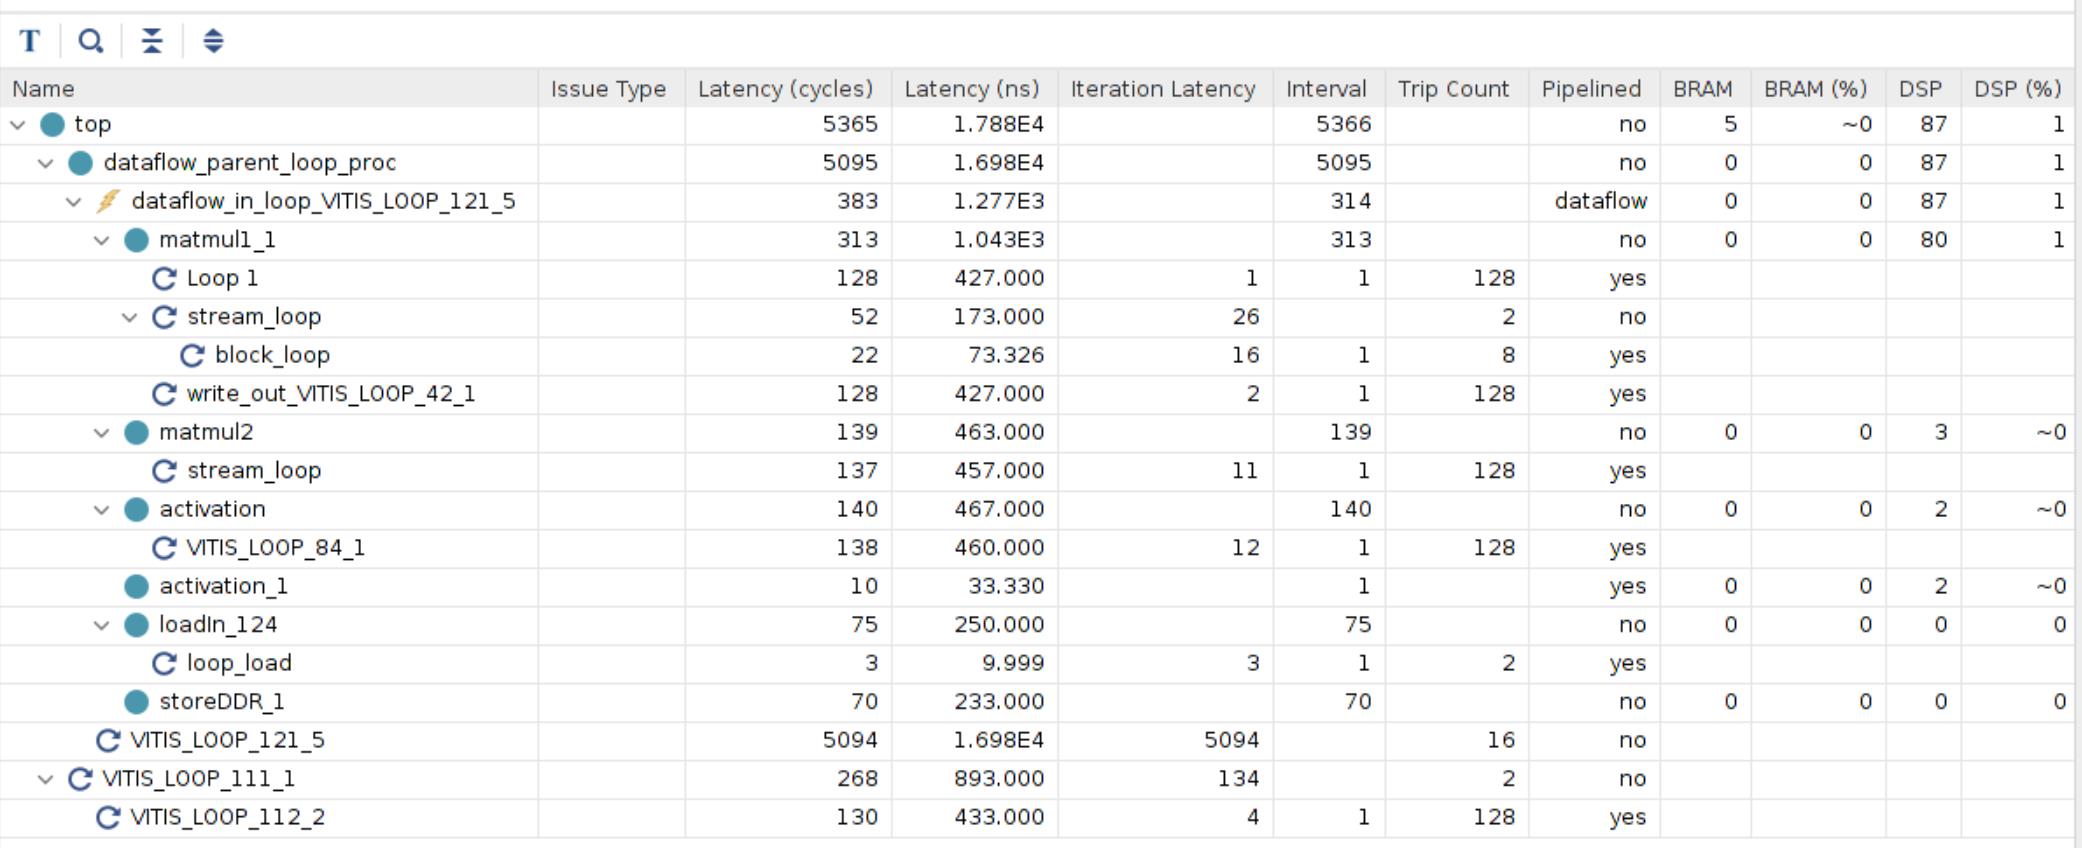 T
Name Issue Type Latency (cycles) Latency (ns) Iteration Latency Interval Trip Count Pipelined BRAM BRAM (%) DSP DSP (%)
top 5365 1.788E4 5366 no 5 ~0 87 1
dataflow_parent_loop_proc 5095 1.698E4 5095 no 0 0 87 1
dataflow_in_loop_VITIS_LOOP_121_5 383 1.277E3 314 dataflow 0 0 87 1
matmul1_1 313 1.043E3 313 no 0 0 80 1
Loop 1 128 427.000 1 1 128 yes
stream_loop 52 173.000 26 2 no
block_loop 22 73.326 16 1 8 yes
write_out_VITIS_LOOP_42_1 128 427.000 2 1 128 yes
matmul2 139 463.000 139 no 0 0 3 ~0
stream_loop 137 457.000 11 1 128 yes
activation 140 467.000 140 no 0 0 2 ~0
VITIS_LOOP_84_1 138 460.000 12 1 128 yes
activation_1 10 33.330 1 yes 0 0 2 ~0
loadIn_124 75 250.000 75 no 0 0 0 0
loop_load 3 9.999 3 1 2 yes
storeDDR_1 70 233.000 70 no 0 0 0 0
VITIS_LOOP_121_5 5094 1.698E4 5094 16 no
VITIS_LOOP_111_1 268 893.000 134 2 no
VITIS_LOOP_112_2 130 433.000 4 1 128 yes